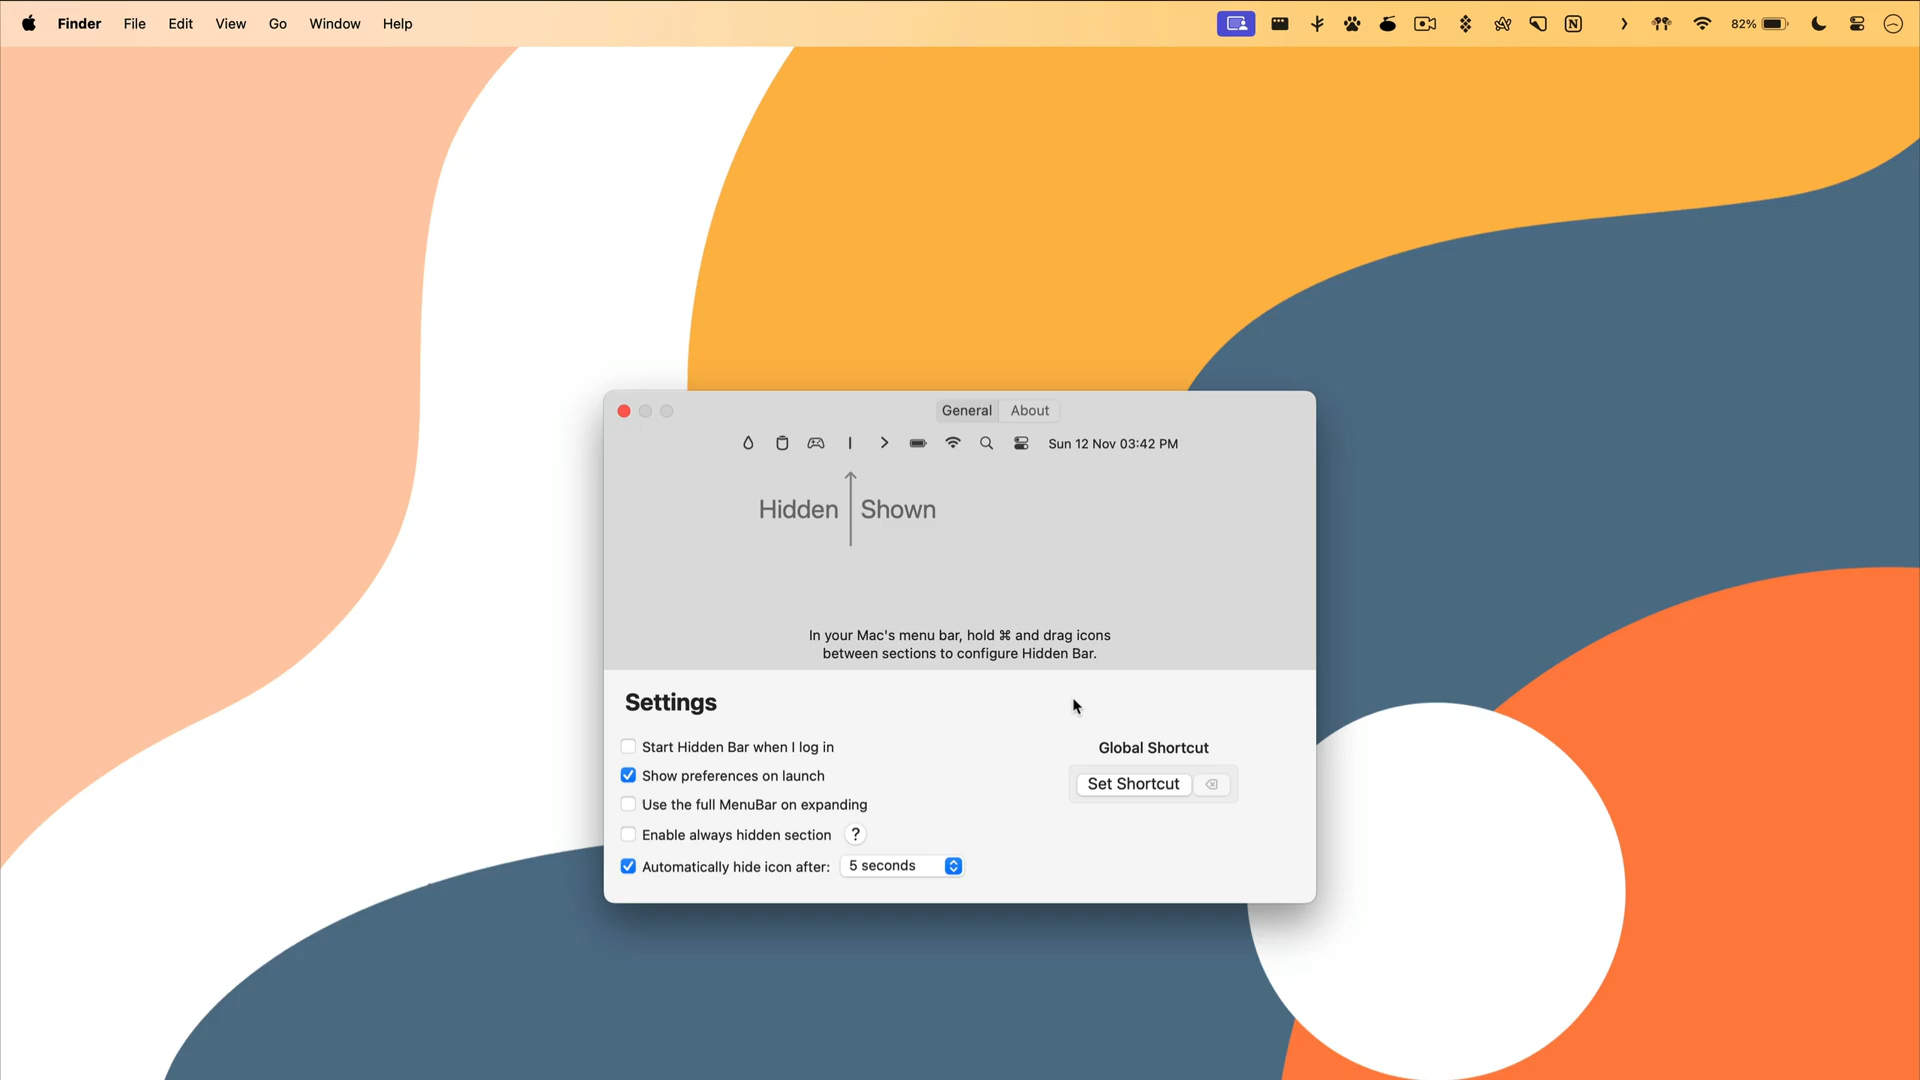 Finder File Edit View Go Window Help 82%
General About
Sun 12 Nov 03:42 PM
Hidden Shown
In your Mac's menu bar, hold ⌘ and drag icons
between sections to configure Hidden Bar.
Settings
Start Hidden Bar when I log in
Show preferences on launch
Use the full MenuBar on expanding
Enable always hidden section ?
Automatically hide icon after: 5 seconds
Global Shortcut
Set Shortcut